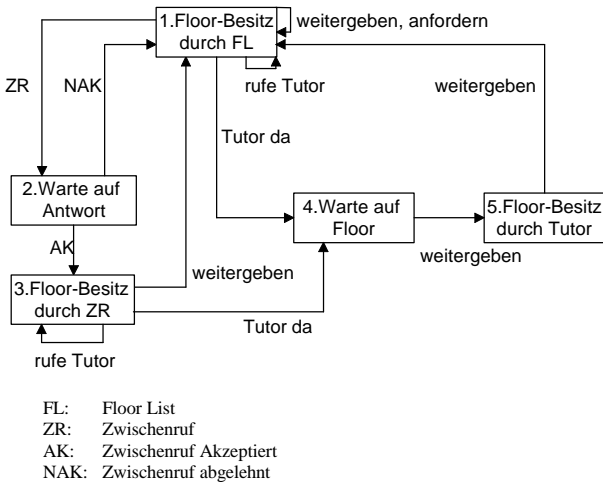 1.Floor-Besitz
durch FL
weitergeben, anfordern
ZR
NAK
rufe Tutor
weitergeben
Tutor da
2.Warte auf
Antwort
4.Warte auf
Floor
5.Floor-Besitz
durch Tutor
AK
weitergeben
weitergeben
3.Floor-Besitz
durch ZR
Tutor da
rufe Tutor
FL: Floor List
ZR: Zwischenruf
AK: Zwischenruf Akzeptiert
NAK: Zwischenruf abgelehnt